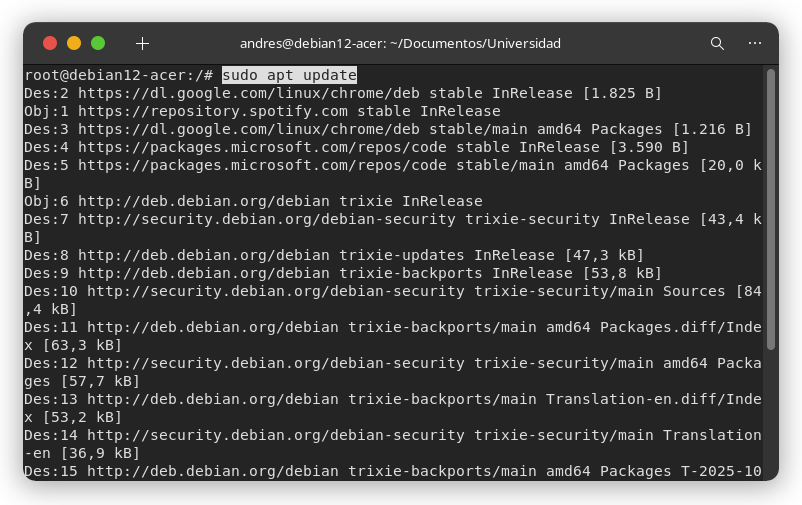 andres@debian12-acer: ~/Documentos/Universidad
root@debian12-acer:/# sudo apt update
Des:2 https://dl.google.com/linux/chrome/deb stable InRelease [1.825 B]
Obj:1 https://repository.spotify.com stable InRelease
Des:3 https://dl.google.com/linux/chrome/deb stable/main amd64 Packages [1.216 B]
Des:4 https://packages.microsoft.com/repos/code stable InRelease [3.590 B]
Des:5 https://packages.microsoft.com/repos/code stable/main amd64 Packages [20,0 k
B]
Obj:6 http://deb.debian.org/debian trixie InRelease
Des:7 http://security.debian.org/debian-security trixie-security InRelease [43,4 k
B]
Des:8 http://deb.debian.org/debian trixie-updates InRelease [47,3 kB]
Des:9 http://deb.debian.org/debian trixie-backports InRelease [53,8 kB]
Des:10 http://security.debian.org/debian-security trixie-security/main Sources [84
,4 kB]
Des:11 http://deb.debian.org/debian trixie-backports/main amd64 Packages.diff/Inde
x [63,3 kB]
Des:12 http://security.debian.org/debian-security trixie-security/main amd64 Packa
ges [57,7 kB]
Des:13 http://deb.debian.org/debian trixie-backports/main Translation-en.diff/Inde
x [53,2 kB]
Des:14 http://security.debian.org/debian-security trixie-security/main Translation
-en [36,9 kB]
Des:15 http://deb.debian.org/debian trixie-backports/main amd64 Packages T-2025-10